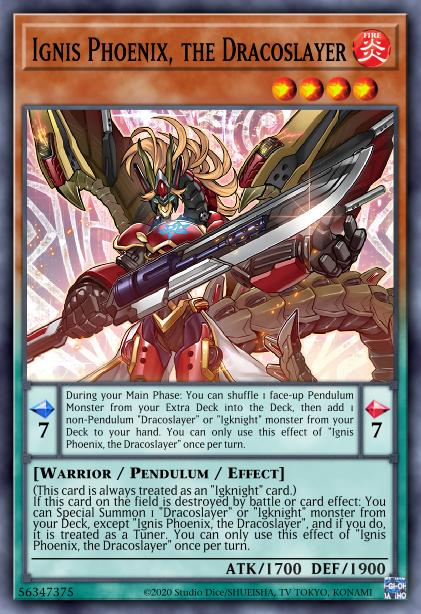 IGNIS PHOENIX, THE DRACOSLAYER
FIRE
炎
During your Main Phase: You can shuffle 1 face-up Pendulum
Monster from your Extra Deck into the Deck, then add 1
non-Pendulum "Dracoslayer" or "Igknight" monster from your
Deck to your hand. You can only use this effect of "Ignis
Phoenix, the Dracoslayer" once per turn.
7
7
[WARRIOR / PENDULUM / EFFECT]
(This card is always treated as an "Igknight" card.)
If this card on the field is destroyed by battle or card effect: You
can Special Summon 1 "Dracoslayer" or "Igknight" monster from
your Deck, except "Ignis Phoenix, the Dracoslayer", and if you do,
it is treated as a Tuner. You can only use this effect of "Ignis
Phoenix, the Dracoslayer" once per turn.
ATK/1700 DEF/1900
56347375
©2020 Studio Dice/SHUEISHA, TV TOKYO, KONAMI